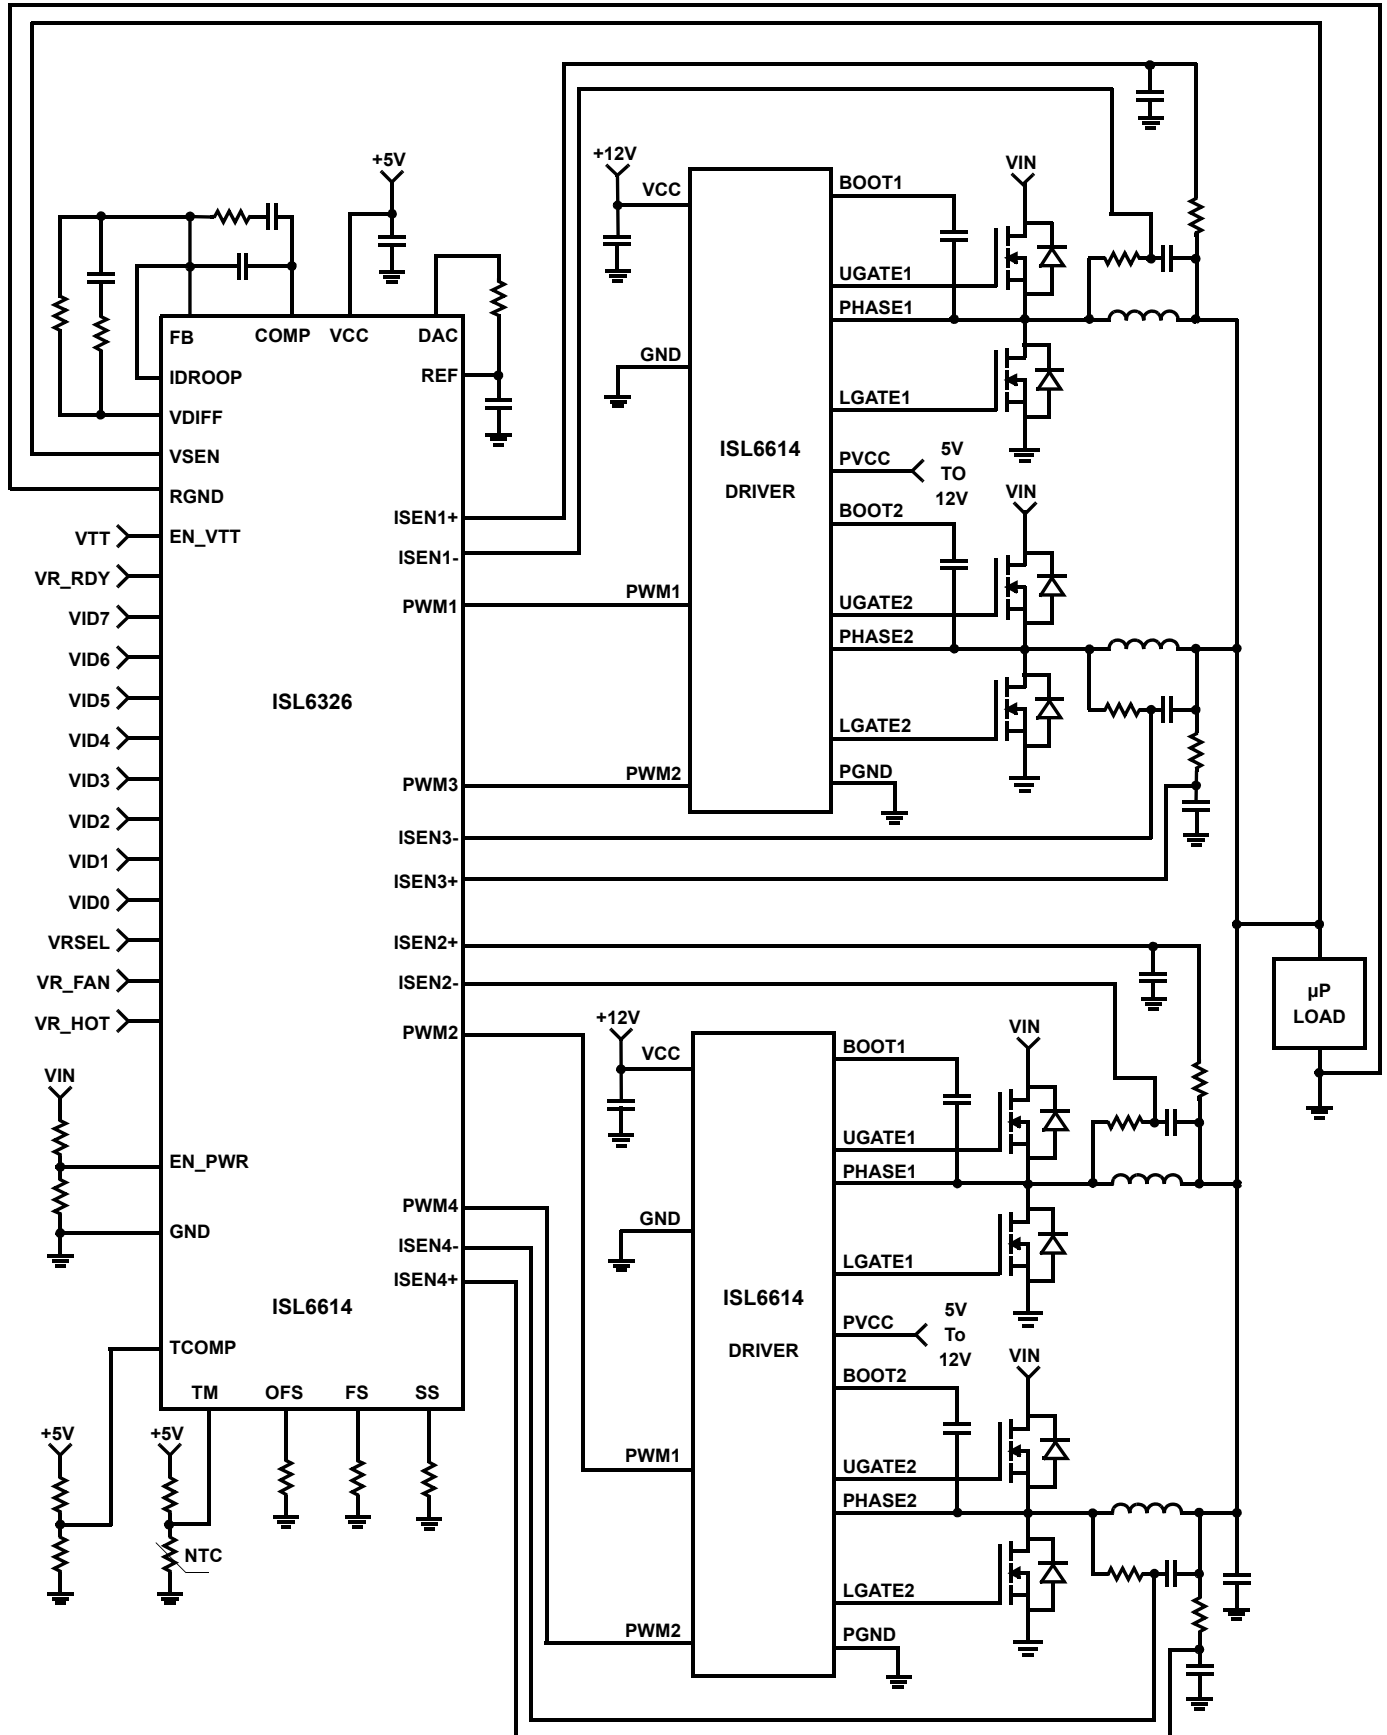 +5V
+12V
VCC
BOOT1
VIN
UGATE1
PHASE1
GND
LGATE1
ISL6614
DRIVER
PVCC
5V
TO
12V
BOOT2
VIN
UGATE2
PHASE2
LGATE2
PGND
PWM1
PWM2
FB
COMP
VCC
DAC
IDROOP
REF
VDIFF
VSEN
RGND
ISEN1+
VTT
EN_VTT
ISEN1-
VR_RDY
PWM1
VID7
VID6
VID5
ISL6326
VID4
VID3
PWM3
VID2
ISEN3-
VID1
ISEN3+
VID0
VRSEL
ISEN2+
VR_FAN
ISEN2-
VR_HOT
PWM2
VIN
EN_PWR
PWM4
GND
ISEN4-
ISEN4+
ISL6614
TCOMP
TM
OFS
FS
SS
+5V
+5V
NTC
+12V
VCC
BOOT1
VIN
UGATE1
PHASE1
GND
LGATE1
ISL6614
DRIVER
PVCC
5V
To
12V
BOOT2
VIN
PWM1
UGATE2
PHASE2
LGATE2
PWM2
PGND
µP
LOAD